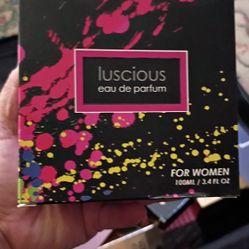 luscious
eau de parfum
FOR WOMEN
100ML / 3.4 FL OZ